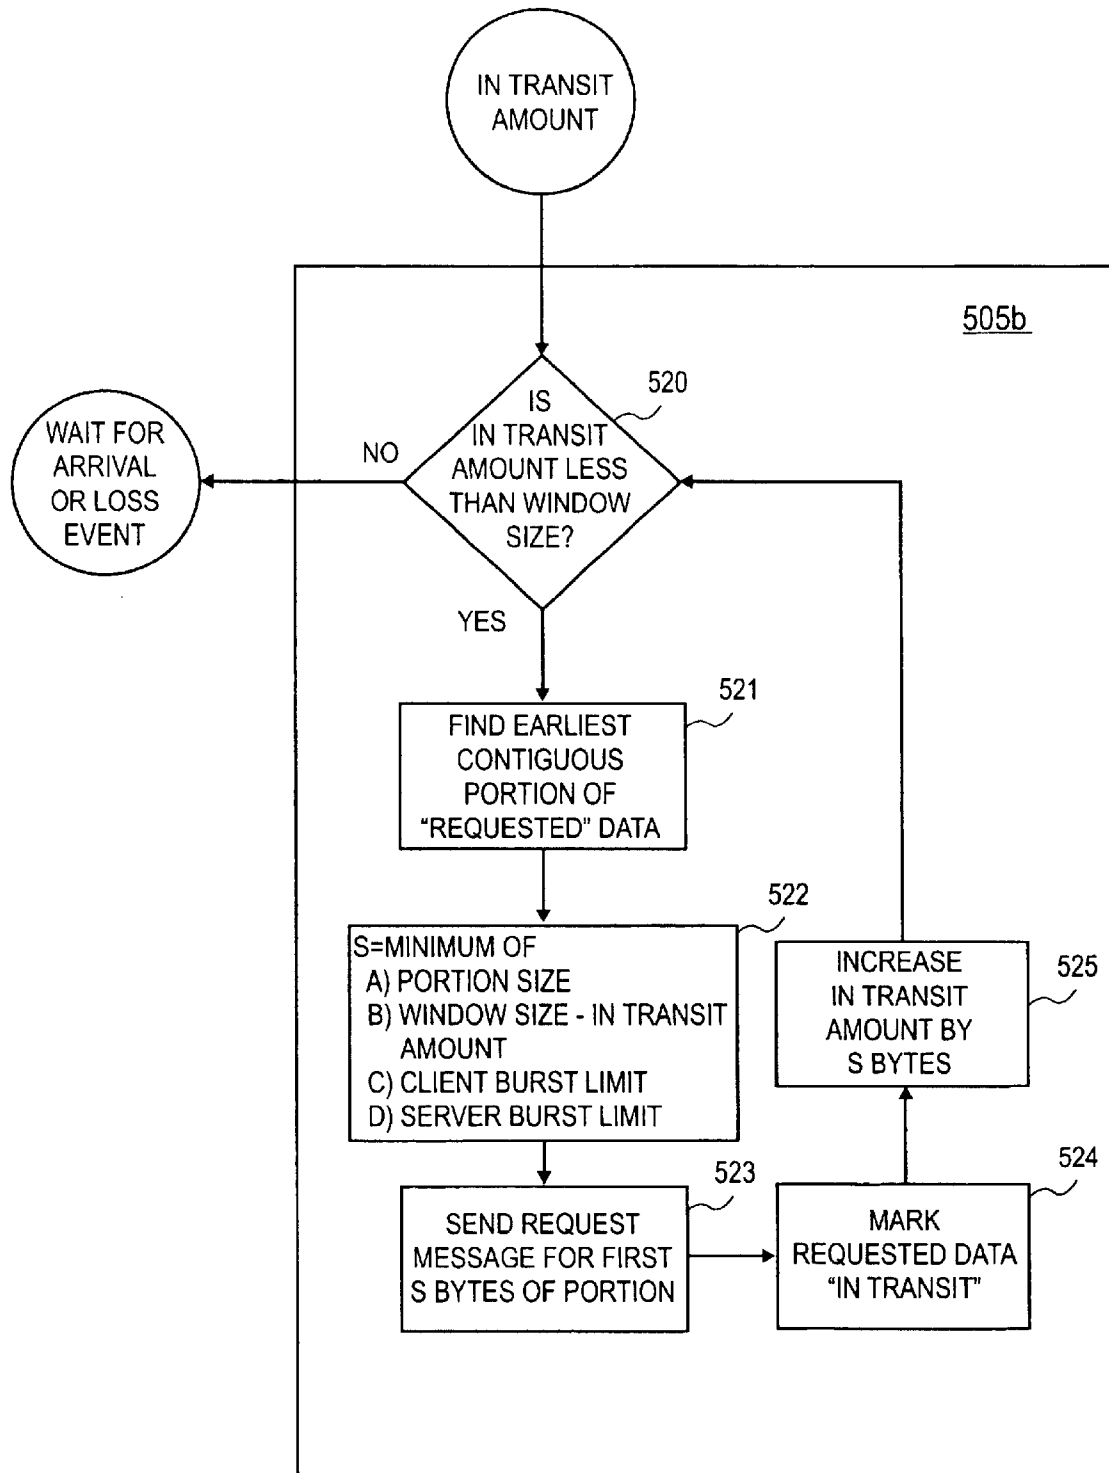 IN TRANSIT
AMOUNT
505b
520
IS
IN TRANSIT
AMOUNT LESS
THAN WINDOW
SIZE?
NO
WAIT FOR
ARRIVAL
OR LOSS
EVENT
YES
521
FIND EARLIEST
CONTIGUOUS
PORTION OF
“REQUESTED” DATA
522
S=MINIMUM OF
A) PORTION SIZE
B) WINDOW SIZE - IN TRANSIT
AMOUNT
C) CLIENT BURST LIMIT
D) SERVER BURST LIMIT
523
SEND REQUEST
MESSAGE FOR FIRST
S BYTES OF PORTION
524
MARK
REQUESTED DATA
“IN TRANSIT”
525
INCREASE
IN TRANSIT
AMOUNT BY
S BYTES